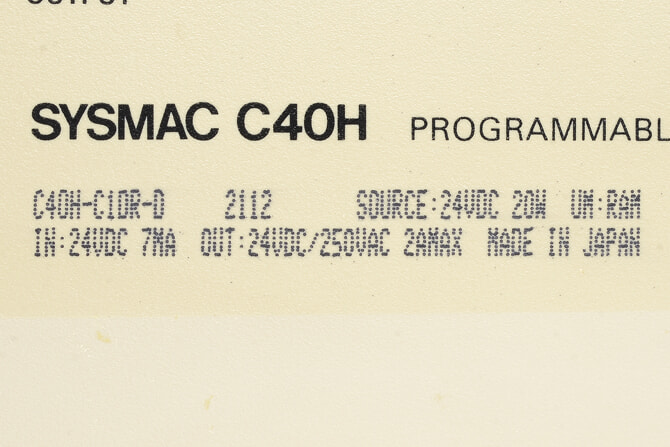 OUTPUT
SYSMAC C40H PROGRAMMABL
C40H-C1DR-D 2112 SOURCE:24VDC 20W UM:RAM
IN:24VDC 7MA OUT:24VDC/250VAC 2AMAX MADE IN JAPAN